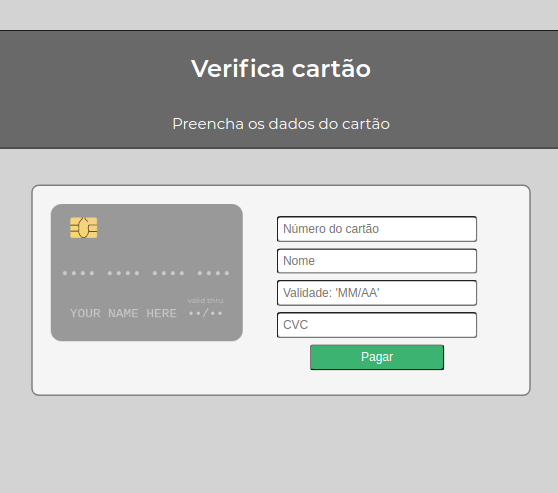 Verifica cartão
Preencha os dados do cartão
•••• •••• •••• ••••
valid thru
YOUR NAME HERE ••/••
Número do cartão
Nome
Validade: 'MM/AA'
CVC
Pagar